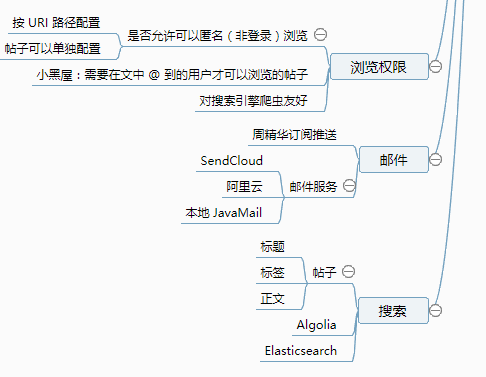 按 URI 路径配置
是否允许可以匿名（非登录）浏览
帖子可以单独配置
浏览权限
小黑屋：需要在文中 @ 到的用户才可以浏览的帖子
对搜索引擎爬虫友好
周精华订阅推送
邮件
SendCloud
阿里云
邮件服务
本地 JavaMail
标题
标签
帖子
正文
搜索
Algolia
Elasticsearch